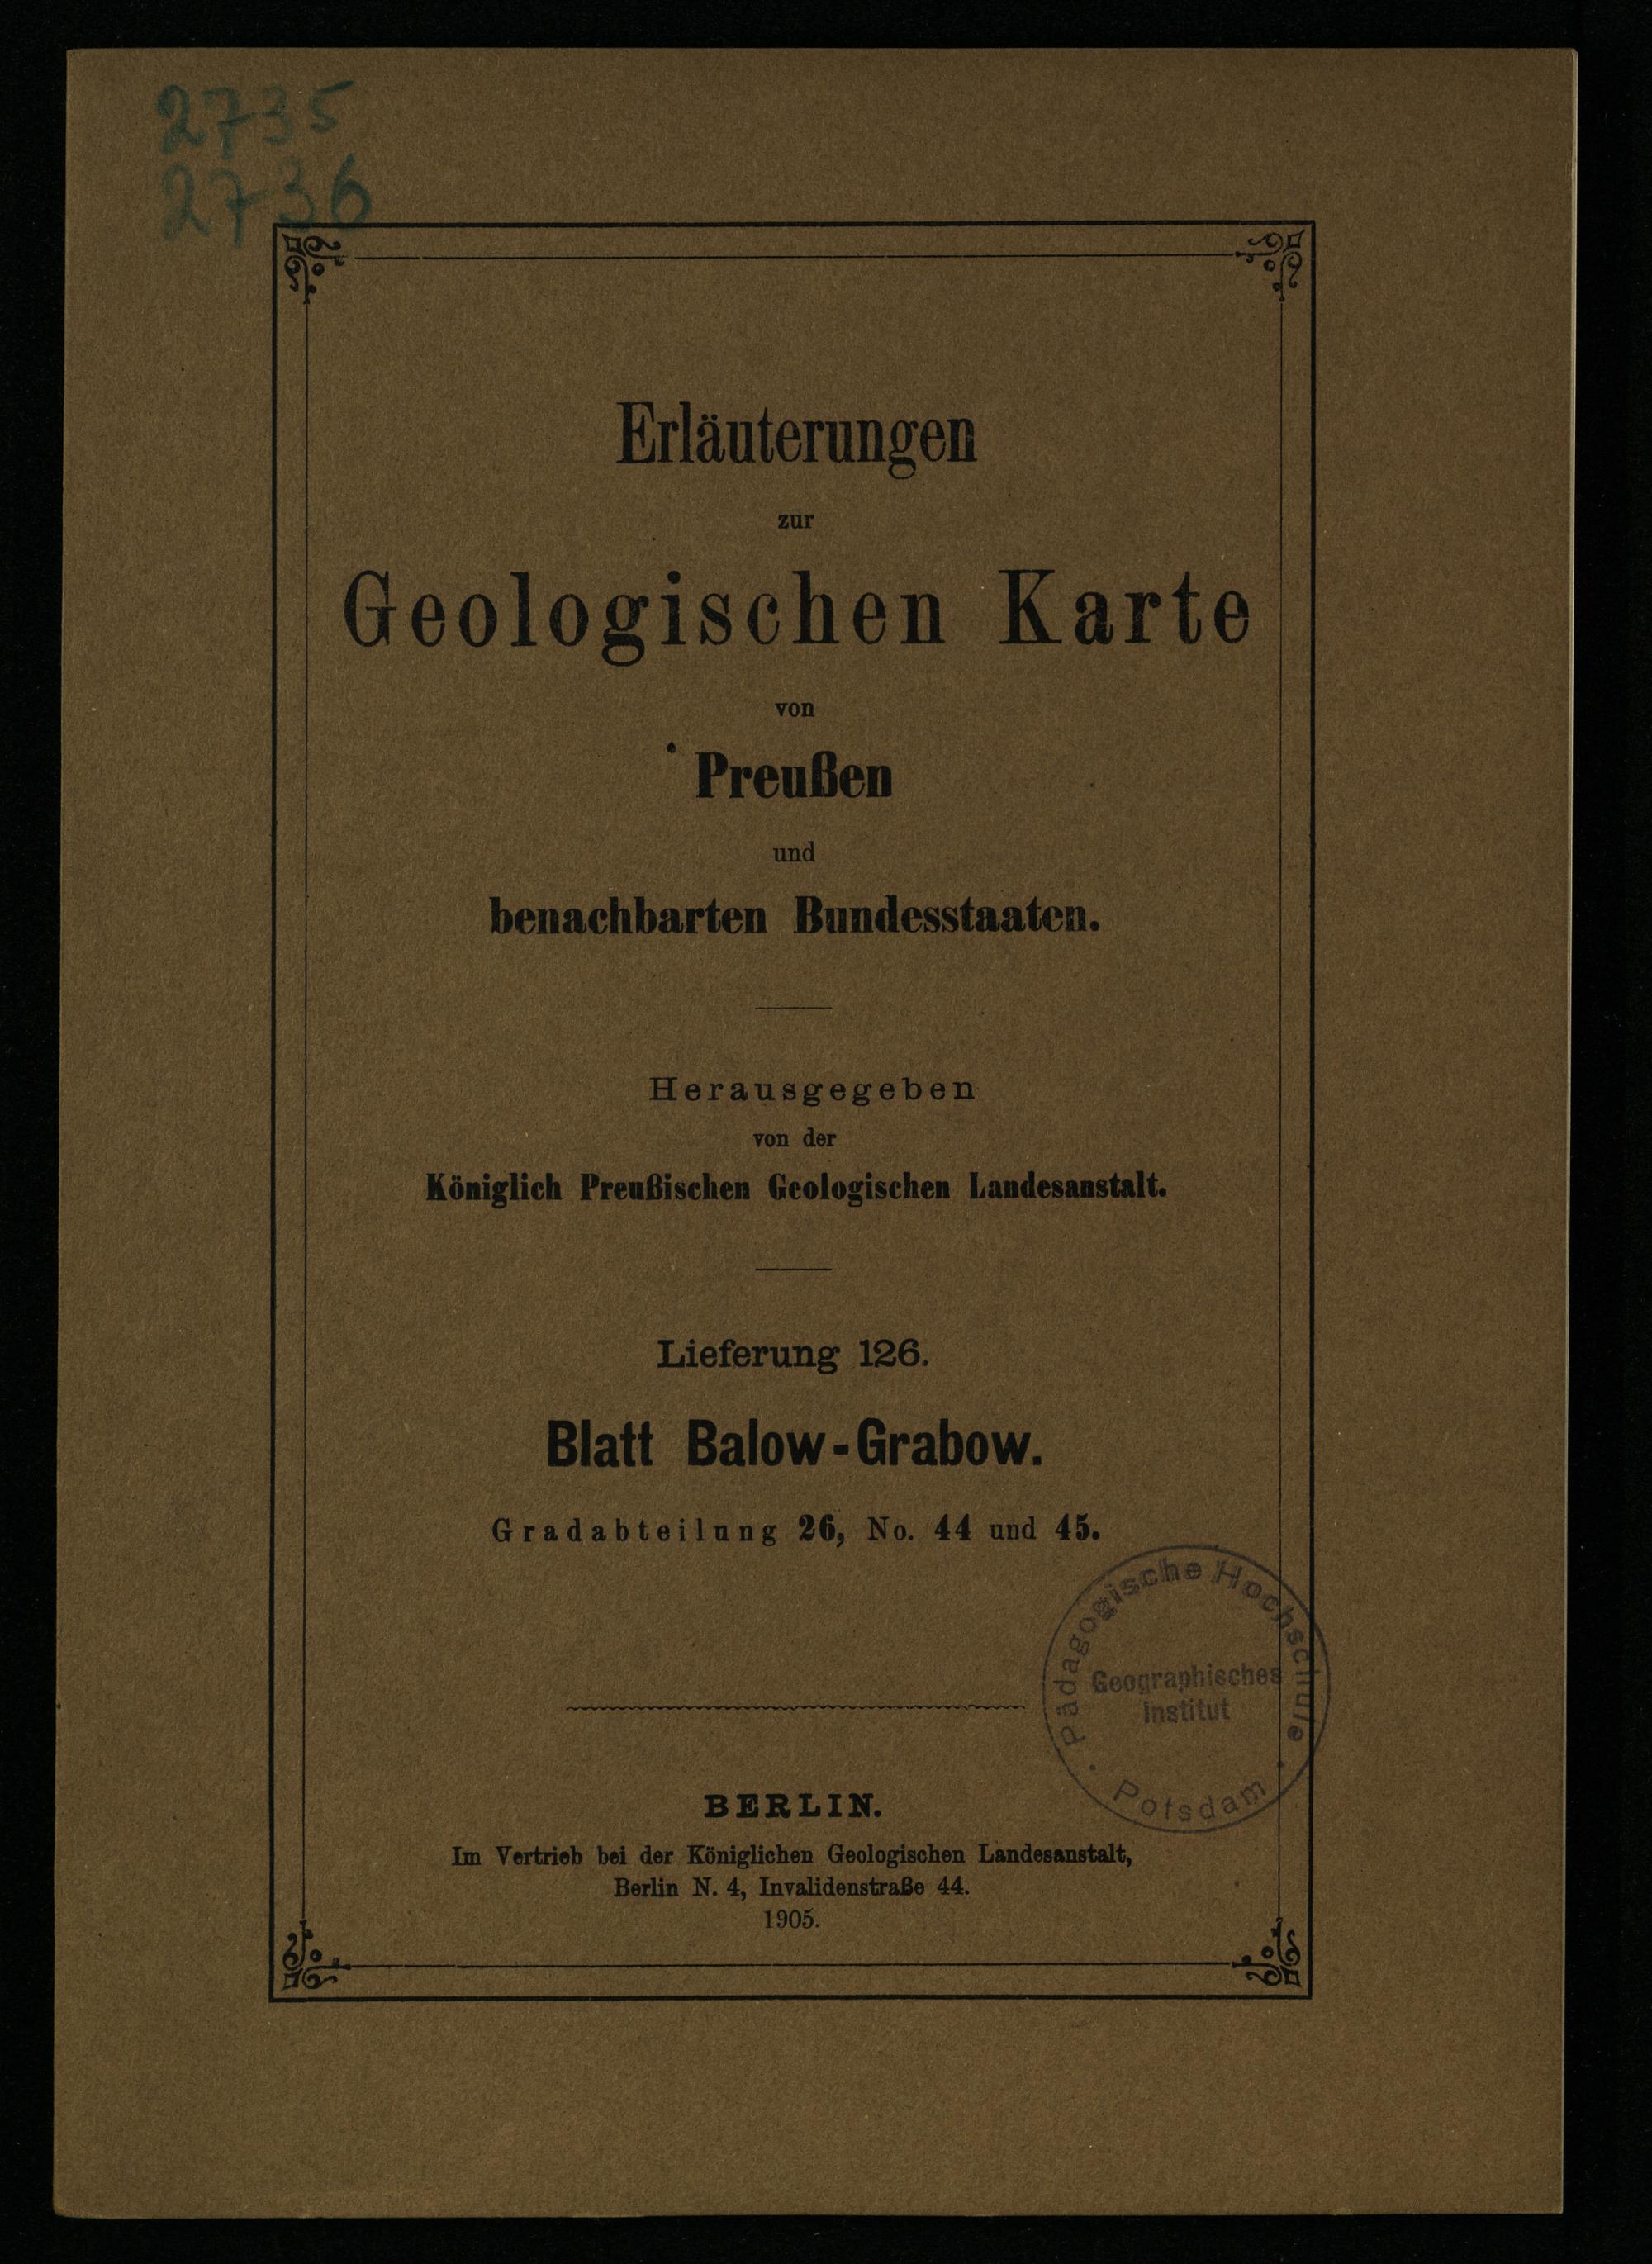 2735
2736
Erläuterungen
zur
Geologischen Karte
von
Preußen
und
benachbarten Bundesstaaten.
Herausgegeben
von der
Königlich Preußischen Geologischen Landesanstalt.
Lieferung 126.
Blatt Balow-Grabow.
Gradabteilung 26, No. 44 und 45.
Pädagogische Hochschule
Geographisches
Institut
Potsdam
BERLIN.
Im Vertrieb bei der Königlichen Geologischen Landesanstalt,
Berlin N. 4, Invalidenstraße 44.
1905.